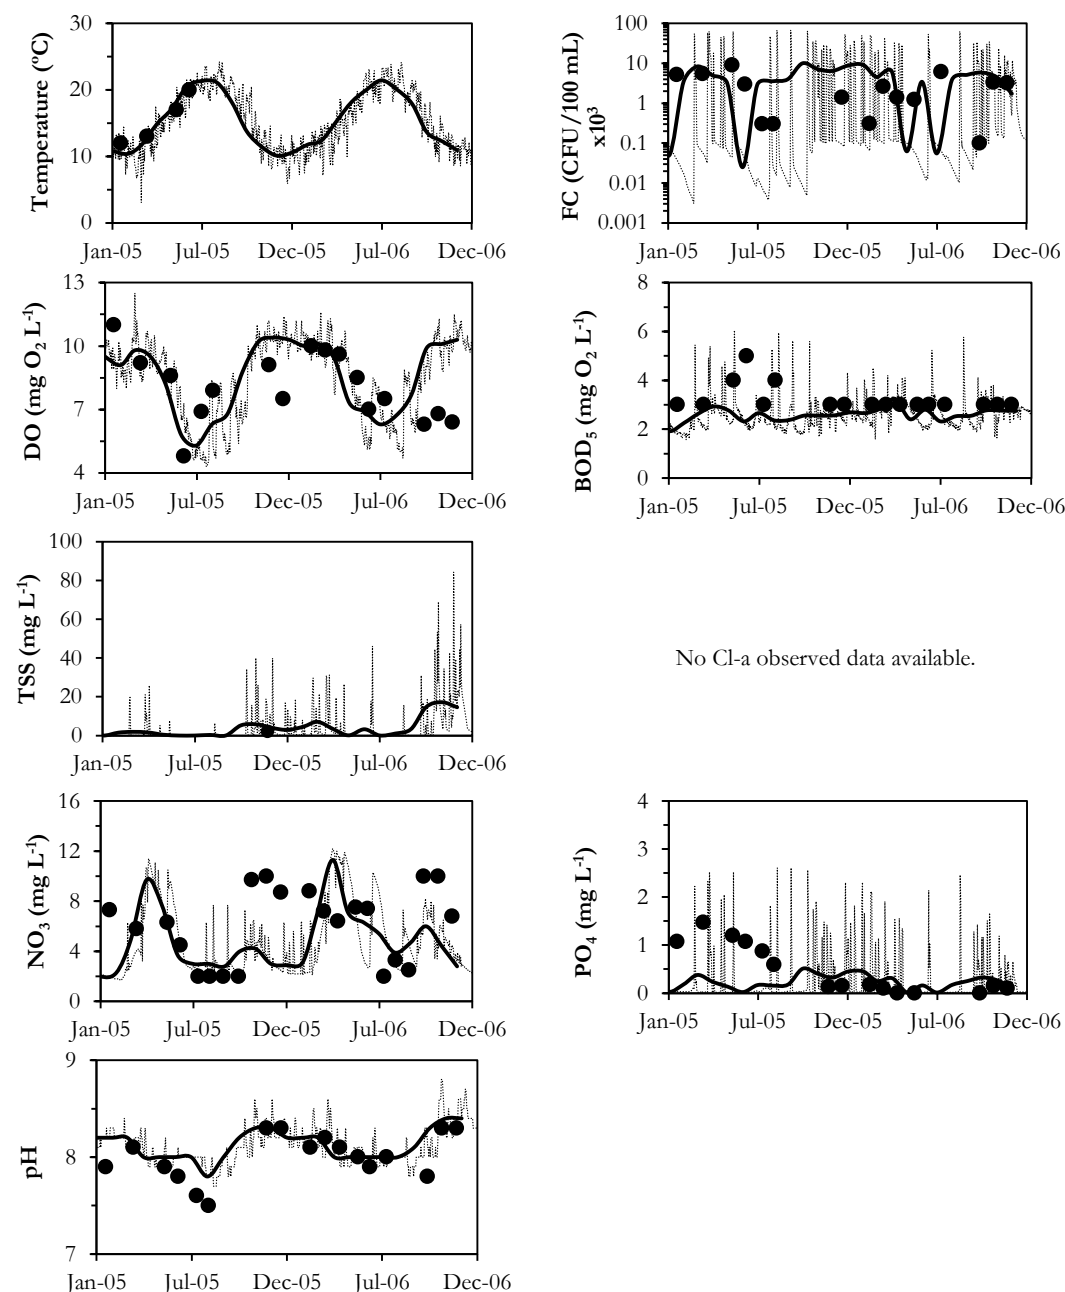 Temperature (ºC)
30
20
10
0
Jan-05 Jul-05 Dec-05 Jul-06 Dec-06
FC (CFU/100 mL)
x10³
100
10
1
0.1
0.01
0.001
Jan-05 Jul-05 Dec-05 Jul-06 Dec-06
DO (mg O₂ L⁻¹)
13
10
7
4
Jan-05 Jul-05 Dec-05 Jul-06 Dec-06
BOD₅ (mg O₂ L⁻¹)
8
6
4
2
0
Jan-05 Jul-05 Dec-05 Jul-06 Dec-06
TSS (mg L⁻¹)
100
80
60
40
20
0
Jan-05 Jul-05 Dec-05 Jul-06 Dec-06
No Cl-a observed data available.
NO₃ (mg L⁻¹)
16
12
8
4
0
Jan-05 Jul-05 Dec-05 Jul-06 Dec-06
PO₄ (mg L⁻¹)
4
3
2
1
0
Jan-05 Jul-05 Dec-05 Jul-06 Dec-06
pH
9
8
7
Jan-05 Jul-05 Dec-05 Jul-06 Dec-06